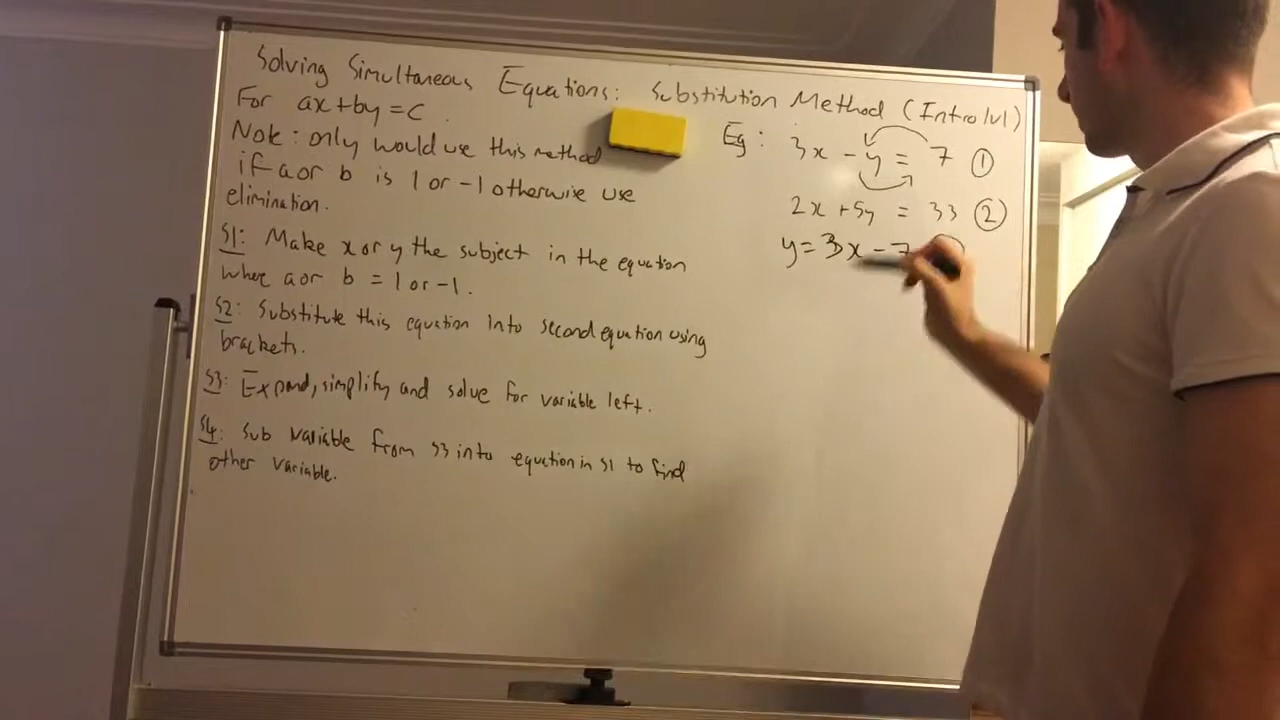 Solving Simultaneous Equations: Substitution Method (Intro lvl)
For ax+by=c
Note: only would use this method
if a or b is 1 or -1 otherwise use
elimination.
S1: Make x or y the subject in the equation
where a or b = 1 or -1.
S2: Substitute this equation into second equation using
brackets.
S3: Expand, simplify and solve for variable left.
S4: Sub variable from S3 into equation in S1 to find
other variable.
Eg: 3x - y = 7 ①
2x + 5y = 33 ②
y = 3x - 7